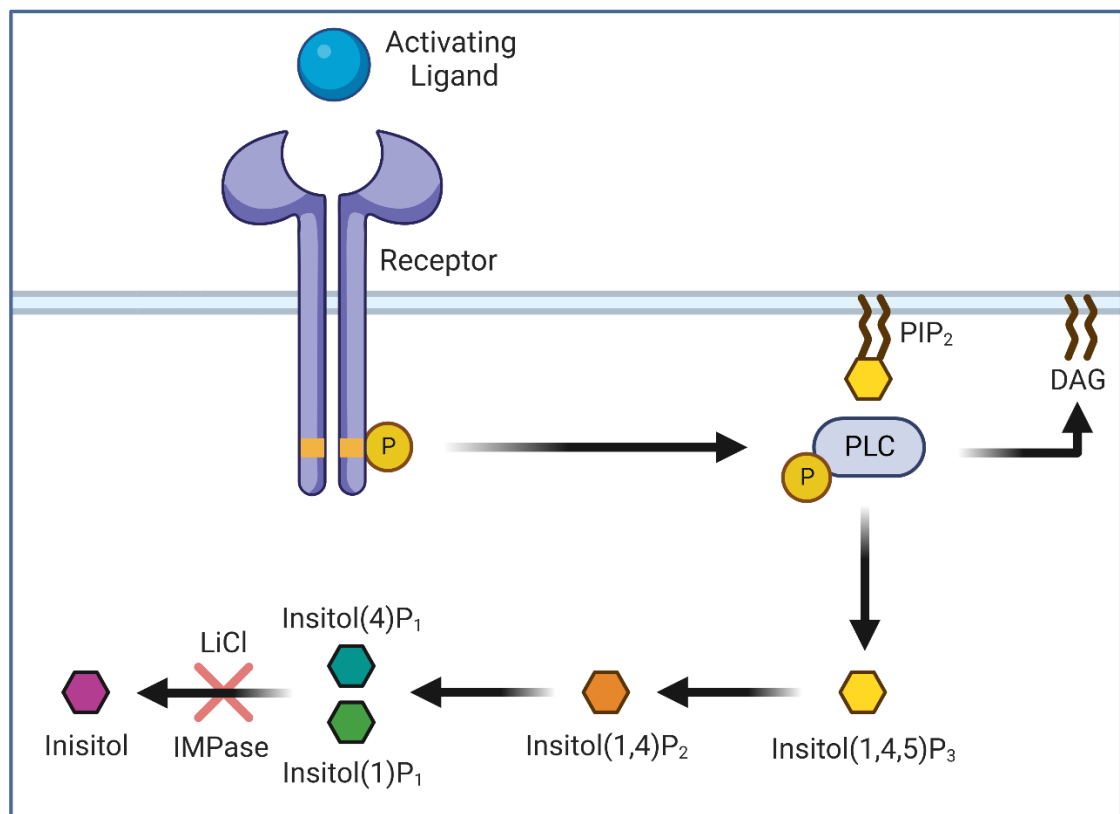 Activating
Ligand
Receptor
PIP₂
DAG
P
PLC
P
Insitol(4)P₁
LiCl
Inisitol
IMPase
Insitol(1)P₁
Insitol(1,4)P₂
Insitol(1,4,5)P₃